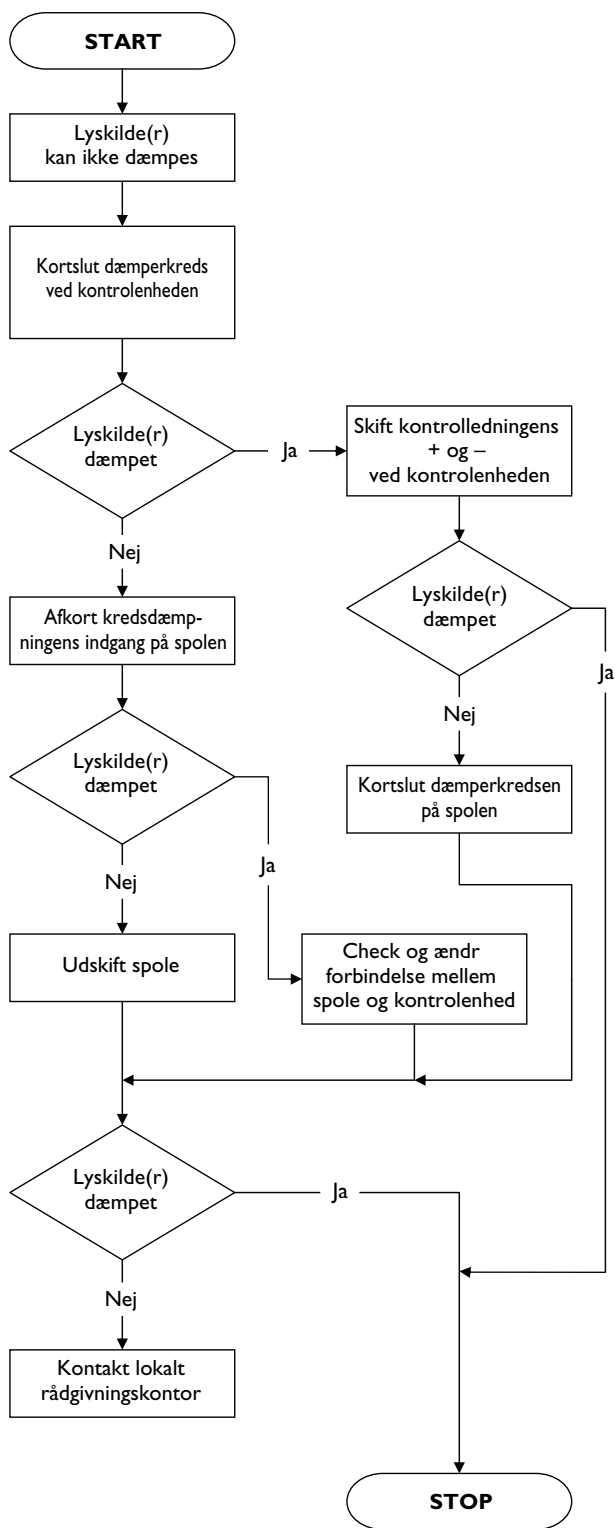 START
Lyskilde(r)
kan ikke dæmpes
Kortslut dæmperkreds
ved kontrolenheden
Lyskilde(r)
dæmpet
Ja
Skift kontrolledningens
+ og –
ved kontrolenheden
Nej
Lyskilde(r)
dæmpet
Ja
Afkort kredsdæmp-
ningens indgang på spolen
Nej
Lyskilde(r)
dæmpet
Kortslut dæmperkredsen
på spolen
Ja
Nej
Udskift spole
Check og ændr
forbindelse mellem
spole og kontrolenhed
Lyskilde(r)
dæmpet
Ja
Nej
Kontakt lokalt
rådgivningskontor
STOP